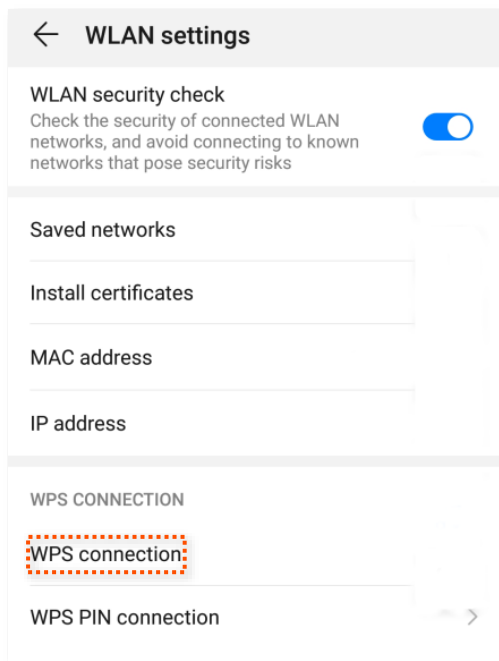 WLAN settings
WLAN security check
Check the security of connected WLAN
networks, and avoid connecting to known
networks that pose security risks
Saved networks
Install certificates
MAC address
IP address
WPS CONNECTION
WPS connection
WPS PIN connection